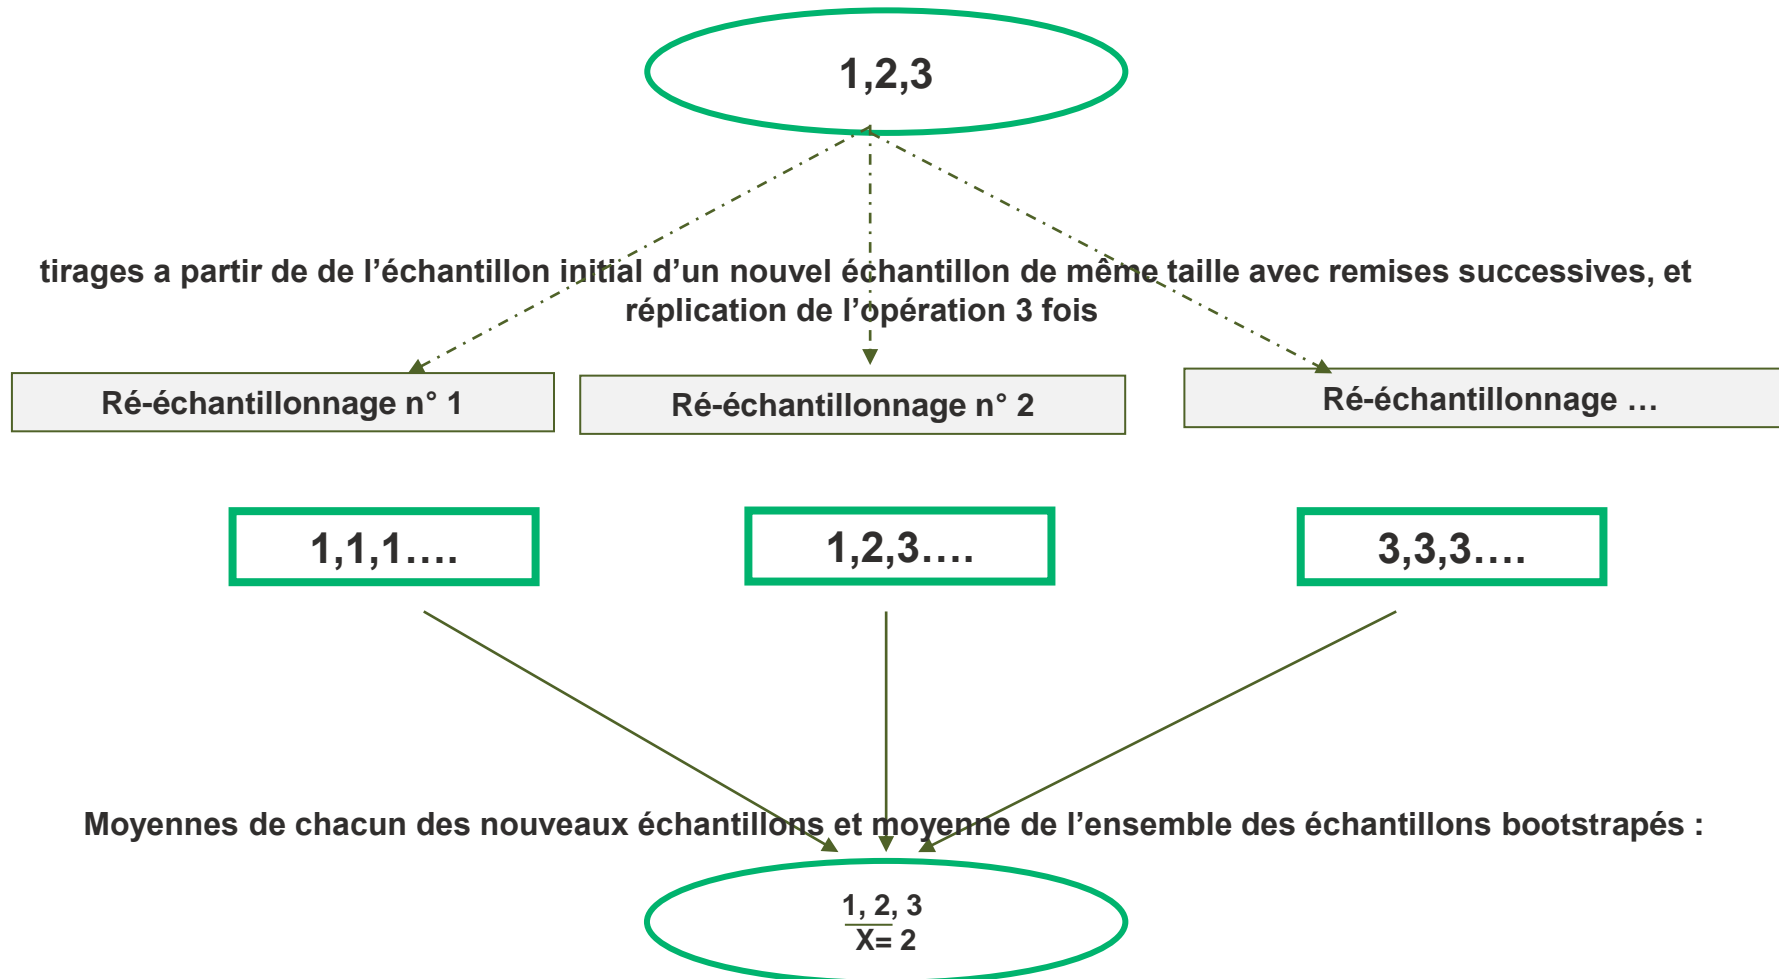 1,2,3
tirages a partir de de l’échantillon initial d’un nouvel échantillon de même taille avec remises successives, et
réplication de l’opération 3 fois
Ré-échantillonnage n° 1
Ré-échantillonnage n° 2
Ré-échantillonnage …
1,1,1….
1,2,3….
3,3,3….
Moyennes de chacun des nouveaux échantillons et moyenne de l’ensemble des échantillons bootstrapés :
1, 2, 3
X= 2